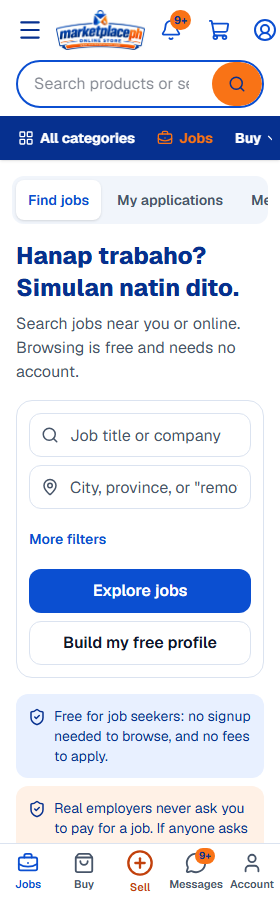 marketplaceph
ONLINE STORE
9+
Search products or se
All categories
Jobs
Buy
Find jobs
My applications
Me
Hanap trabaho?
Simulan natin dito.
Search jobs near you or online.
Browsing is free and needs no
account.
Job title or company
City, province, or "remo
More filters
Explore jobs
Build my free profile
Free for job seekers: no signup
needed to browse, and no fees
to apply.
Real employers never ask you
to pay for a job. If anyone asks
9+
Jobs
Buy
Sell
Messages
Account